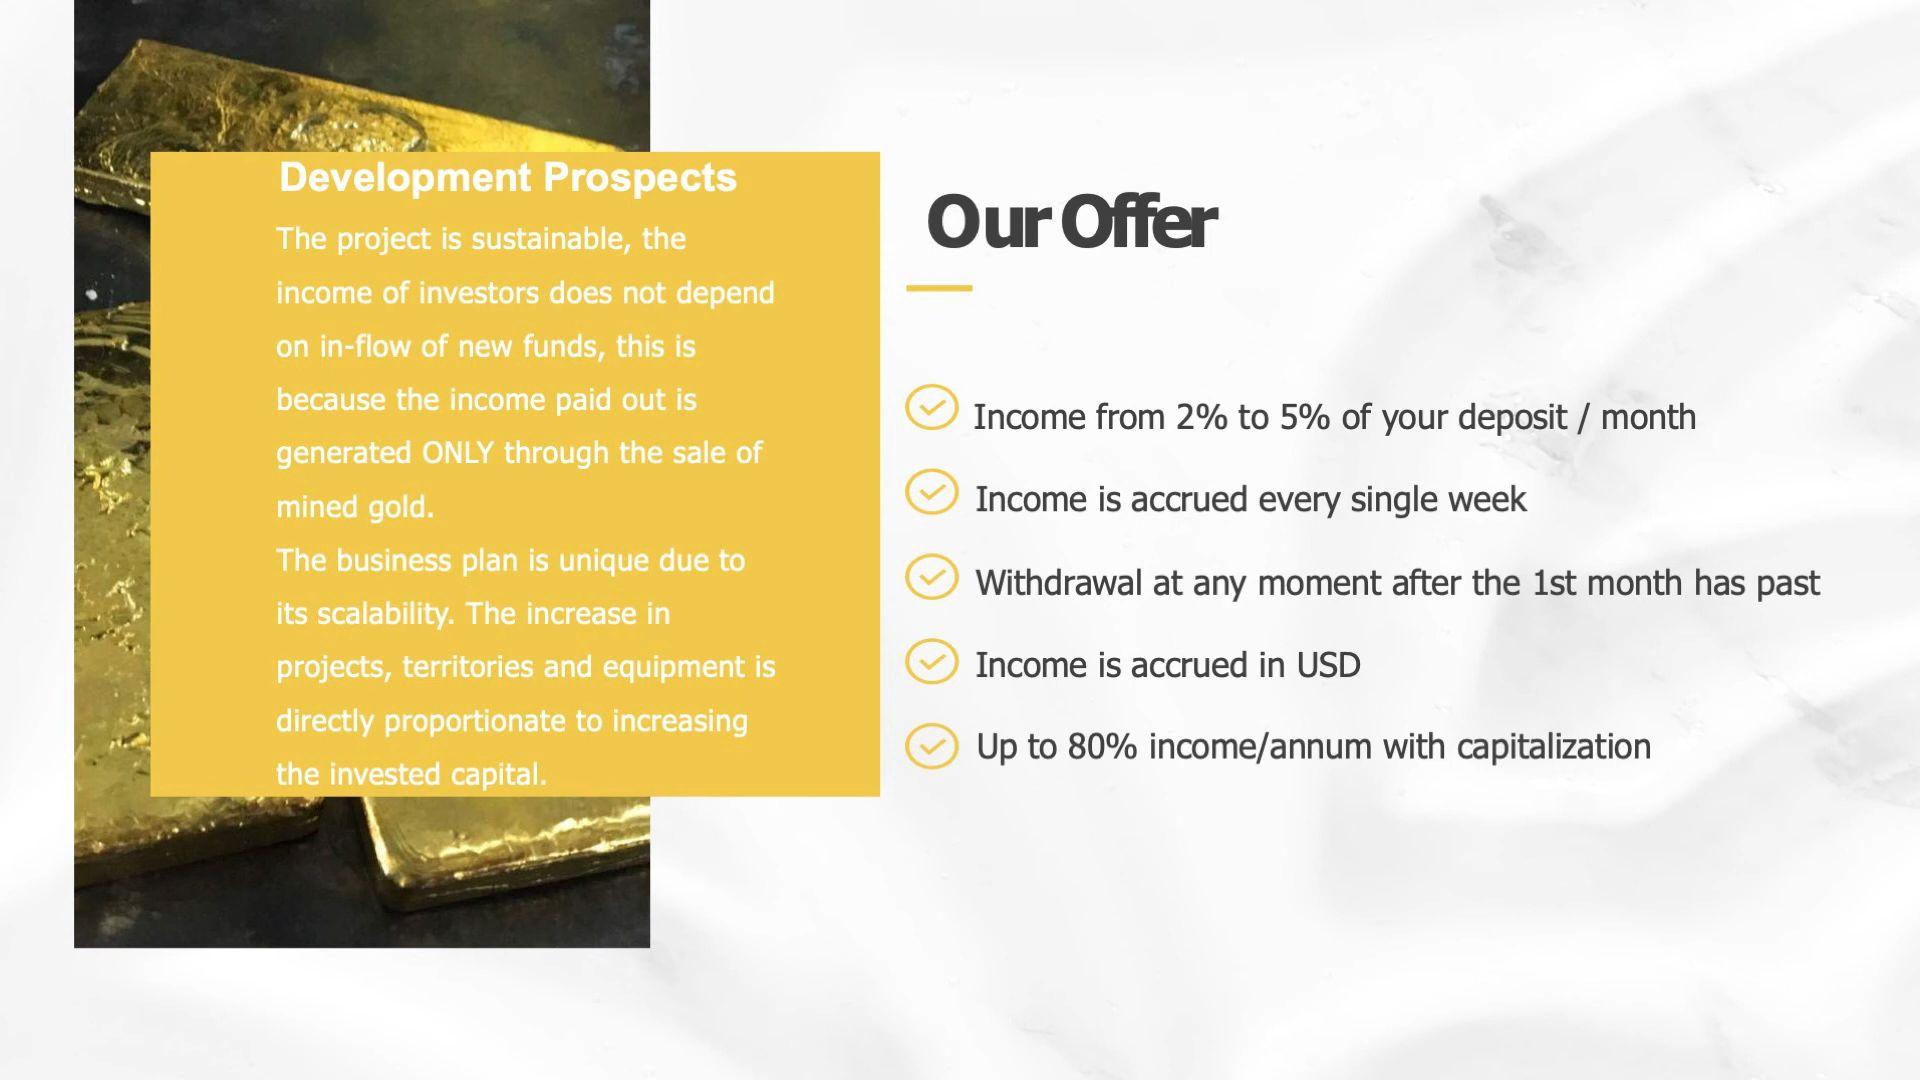 Development Prospects
The project is sustainable, the
income of investors does not depend
on in-flow of new funds, this is
because the income paid out is
generated ONLY through the sale of
mined gold.
The business plan is unique due to
its scalability. The increase in
projects, territories and equipment is
directly proportionate to increasing
the invested capital.
Our Offer
Income from 2% to 5% of your deposit / month
Income is accrued every single week
Withdrawal at any moment after the 1st month has past
Income is accrued in USD
Up to 80% income/annum with capitalization